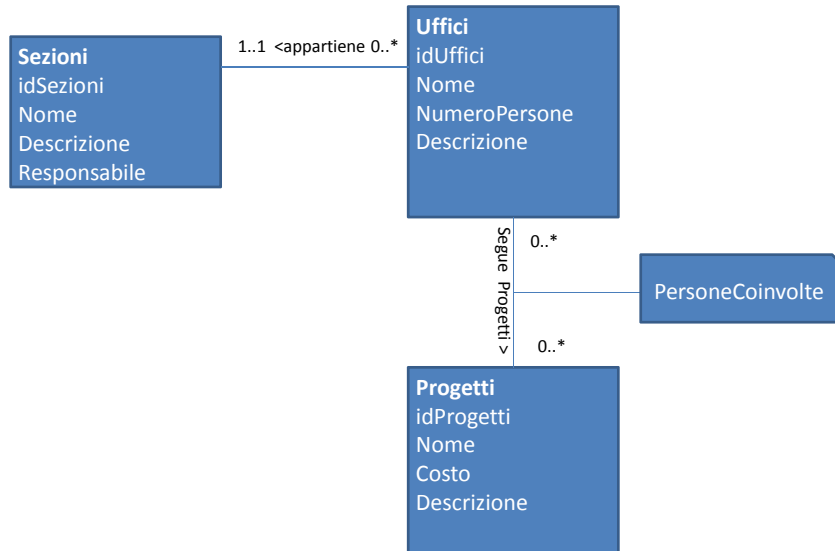 Sezioni
idSezioni
Nome
Descrizione
Responsabile
1..1 <appartiene 0..*
Uffici
idUffici
Nome
NumeroPersone
Descrizione
Segue Progetti >
0..*
0..*
PersoneCoinvolte
Progetti
idProgetti
Nome
Costo
Descrizione